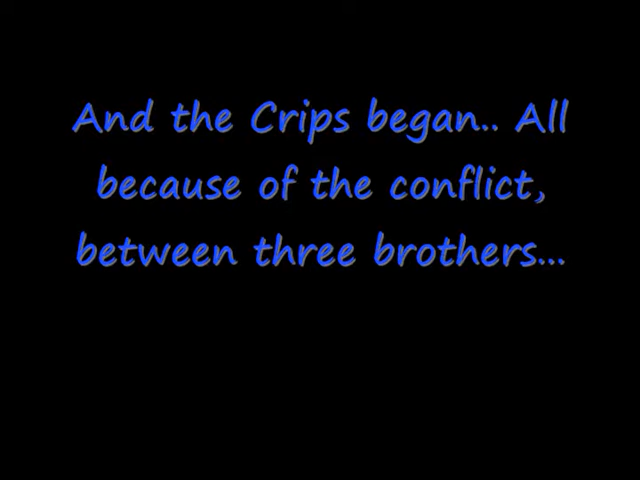 And the Crips began.. All
because of the conflict,
between three brothers...